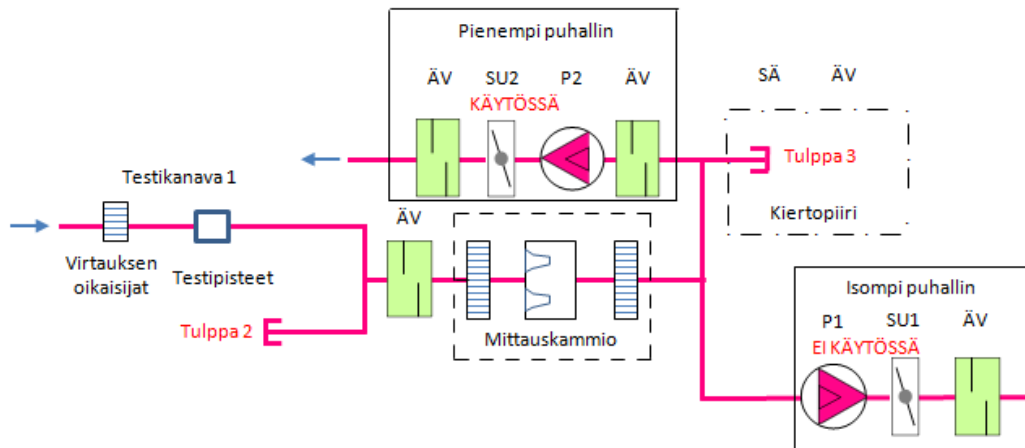 Pienempi puhallin
ÄV SU2 P2 ÄV
KÄYTÖSSÄ
SÄ ÄV
Tulppa 3
Kiertopiiri
Testikanava 1
ÄV
Virtauksen
oikaisijat
Testipisteet
Tulppa 2
Mittauskammio
Isompi puhallin
P1 SU1 ÄV
EI KÄYTÖSSÄ